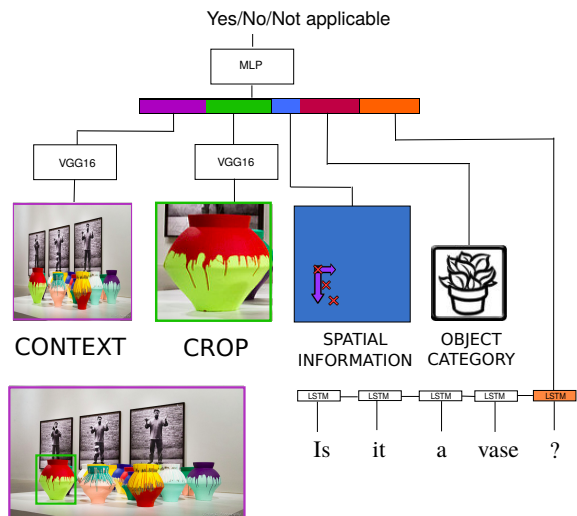 Yes/No/Not applicable
MLP
VGG16
VGG16
CONTEXT
CROP
SPATIAL
INFORMATION
OBJECT
CATEGORY
LSTM LSTM LSTM LSTM LSTM
Is it a vase ?